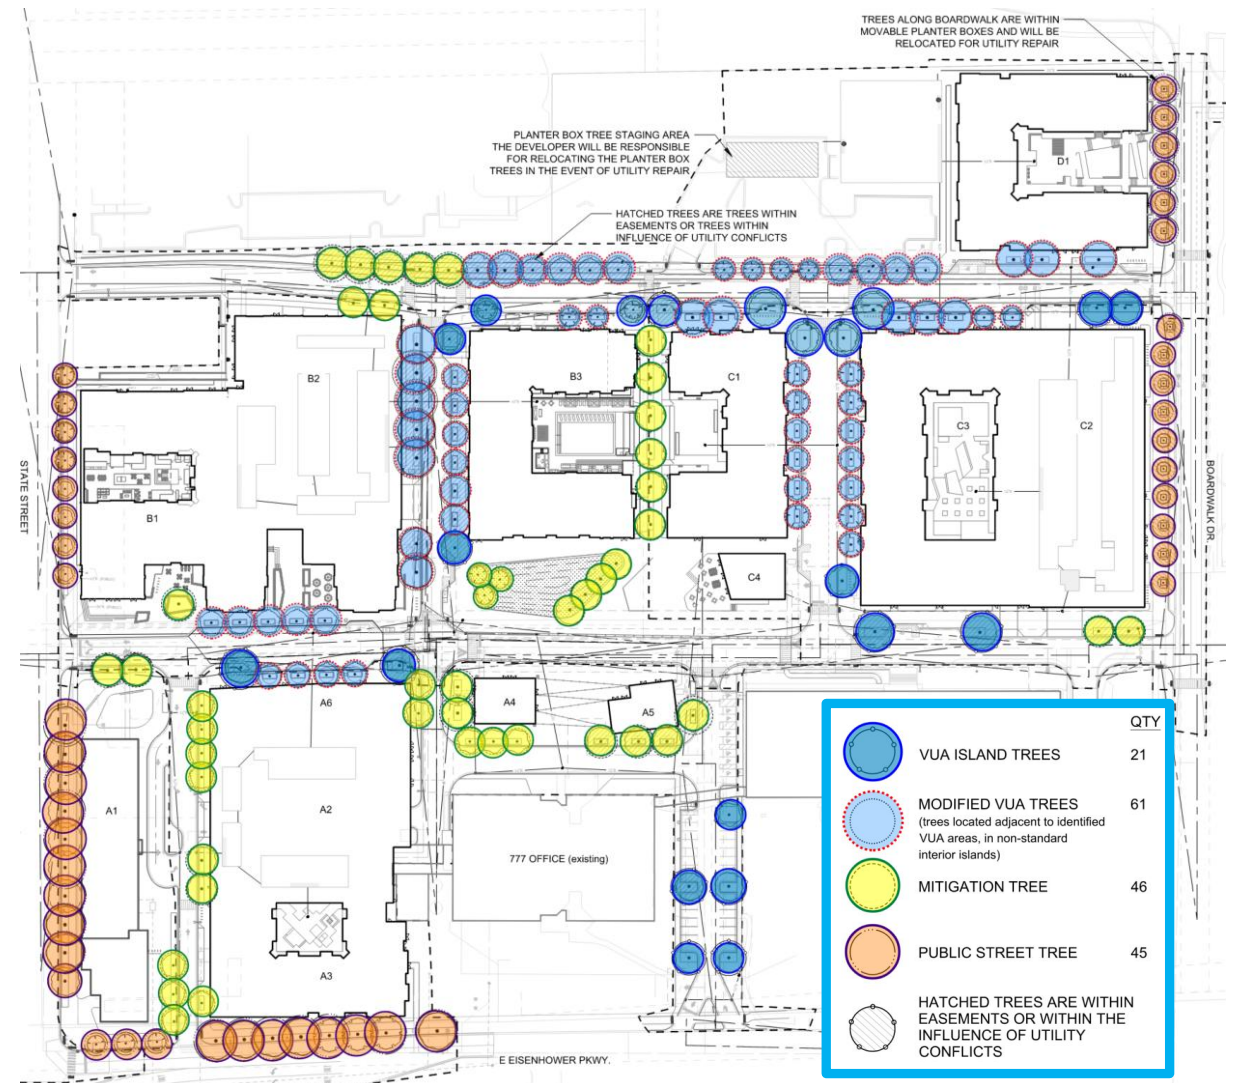 TREES ALONG BOARDWALK ARE WITHIN
MOVABLE PLANTER BOXES AND WILL BE
RELOCATED FOR UTILITY REPAIR
PLANTER BOX TREE STAGING AREA
THE DEVELOPER WILL BE RESPONSIBLE
FOR RELOCATING THE PLANTER BOX
TREES IN THE EVENT OF UTILITY REPAIR
D1
HATCHED TREES ARE TREES WITHIN
EASEMENTS OR TREES WITHIN
INFLUENCE OF UTILITY CONFLICTS
B2
B3
C1
C3
C2
STATE STREET
BOARDWALK DR.
B1
C4
A6
A4
A5
A1
A2
777 OFFICE (existing)
A3
E EISENHOWER PKWY.
QTY
VUA ISLAND TREES 21
MODIFIED VUA TREES 61
(trees located adjacent to identified
VUA areas, in non-standard
interior islands)
MITIGATION TREE 46
PUBLIC STREET TREE 45
HATCHED TREES ARE WITHIN
EASEMENTS OR WITHIN THE
INFLUENCE OF UTILITY
CONFLICTS